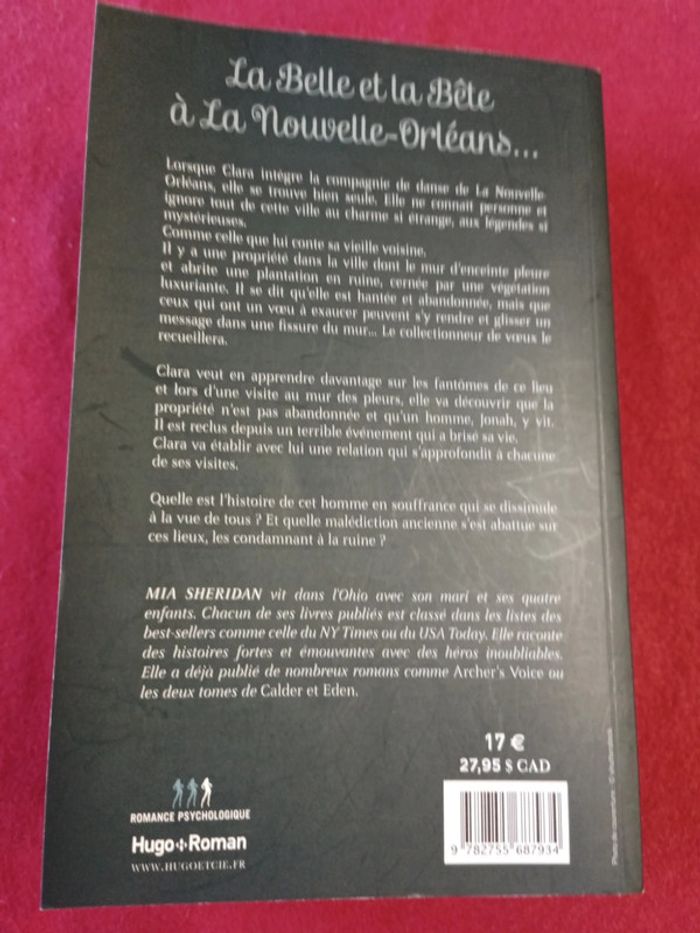 La Belle et la Bête
à La Nouvelle-Orléans...
Lorsque Clara intègre la compagnie de danse de La Nouvelle-
Orléans, elle se trouve bien seule. Elle ne connaît personne et
ignore tout de cette ville au charme si étrange, aux légendes si
mystérieuses.
Comme celle que lui conte sa vieille voisine.
Il y a une propriété dans la ville dont le mur d'enceinte pleure
et abrite une plantation en ruine, cernée par une végétation
luxuriante. Il se dit qu'elle est hantée et abandonnée, mais que
ceux qui ont un vœu à exaucer peuvent s'y rendre et glisser un
message dans une fissure du mur... Le collectionneur de vœux le
recueillera.
Clara veut en apprendre davantage sur les fantômes de ce lieu
et lors d'une visite au mur des pleurs, elle va découvrir que la
propriété n'est pas abandonnée et qu'un homme, Jonah, y vit.
Il est reclus depuis un terrible événement qui a brisé sa vie.
Clara va établir avec lui une relation qui s'approfondit à chacune
de ses visites.
Quelle est l'histoire de cet homme en souffrance qui se dissimule
à la vue de tous ? Et quelle malédiction ancienne s'est abattue sur
ces lieux, les condamnant à la ruine ?
MIA SHERIDAN vit dans l'Ohio avec son mari et ses quatre
enfants. Chacun de ses livres publiés est classé dans les listes des
best-sellers comme celle du NY Times ou du USA Today. Elle raconte
des histoires fortes et émouvantes avec des héros inoubliables.
Elle a déjà publié de nombreux romans comme Archer's Voice ou
les deux tomes de Calder et Eden.
17 €
27,95 $ CAD
ROMANCE PSYCHOLOGIQUE
Hugo+Roman
WWW.HUGOETCIE.FR
9 782755 687934
Photo de couverture : ©